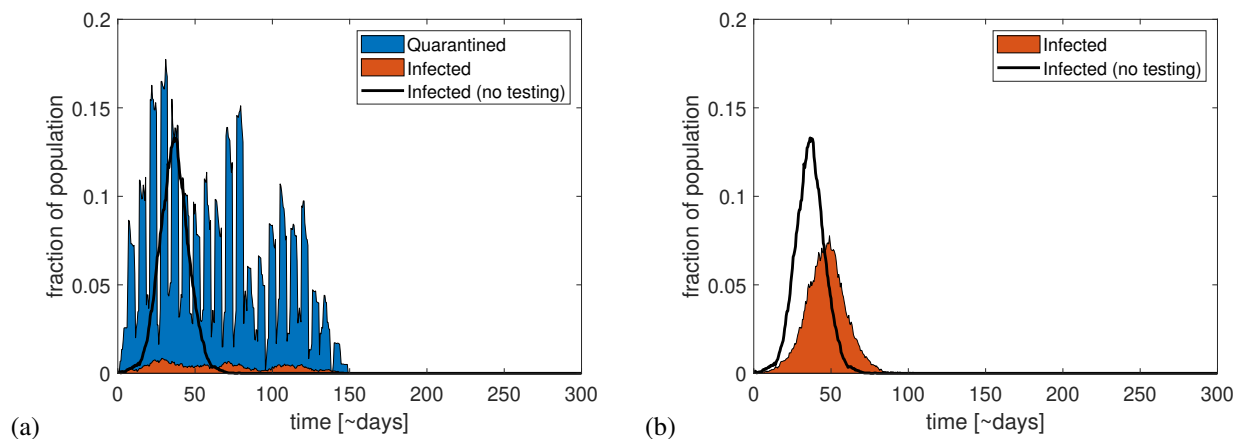 0.2
0.15
0.1
0.05
0
fraction of population
Quarantined
Infected
Infected (no testing)
0 50 100 150 200 250 300
time [~days]
(a)
0.2
0.15
0.1
0.05
0
fraction of population
Infected
Infected (no testing)
0 50 100 150 200 250 300
time [~days]
(b)